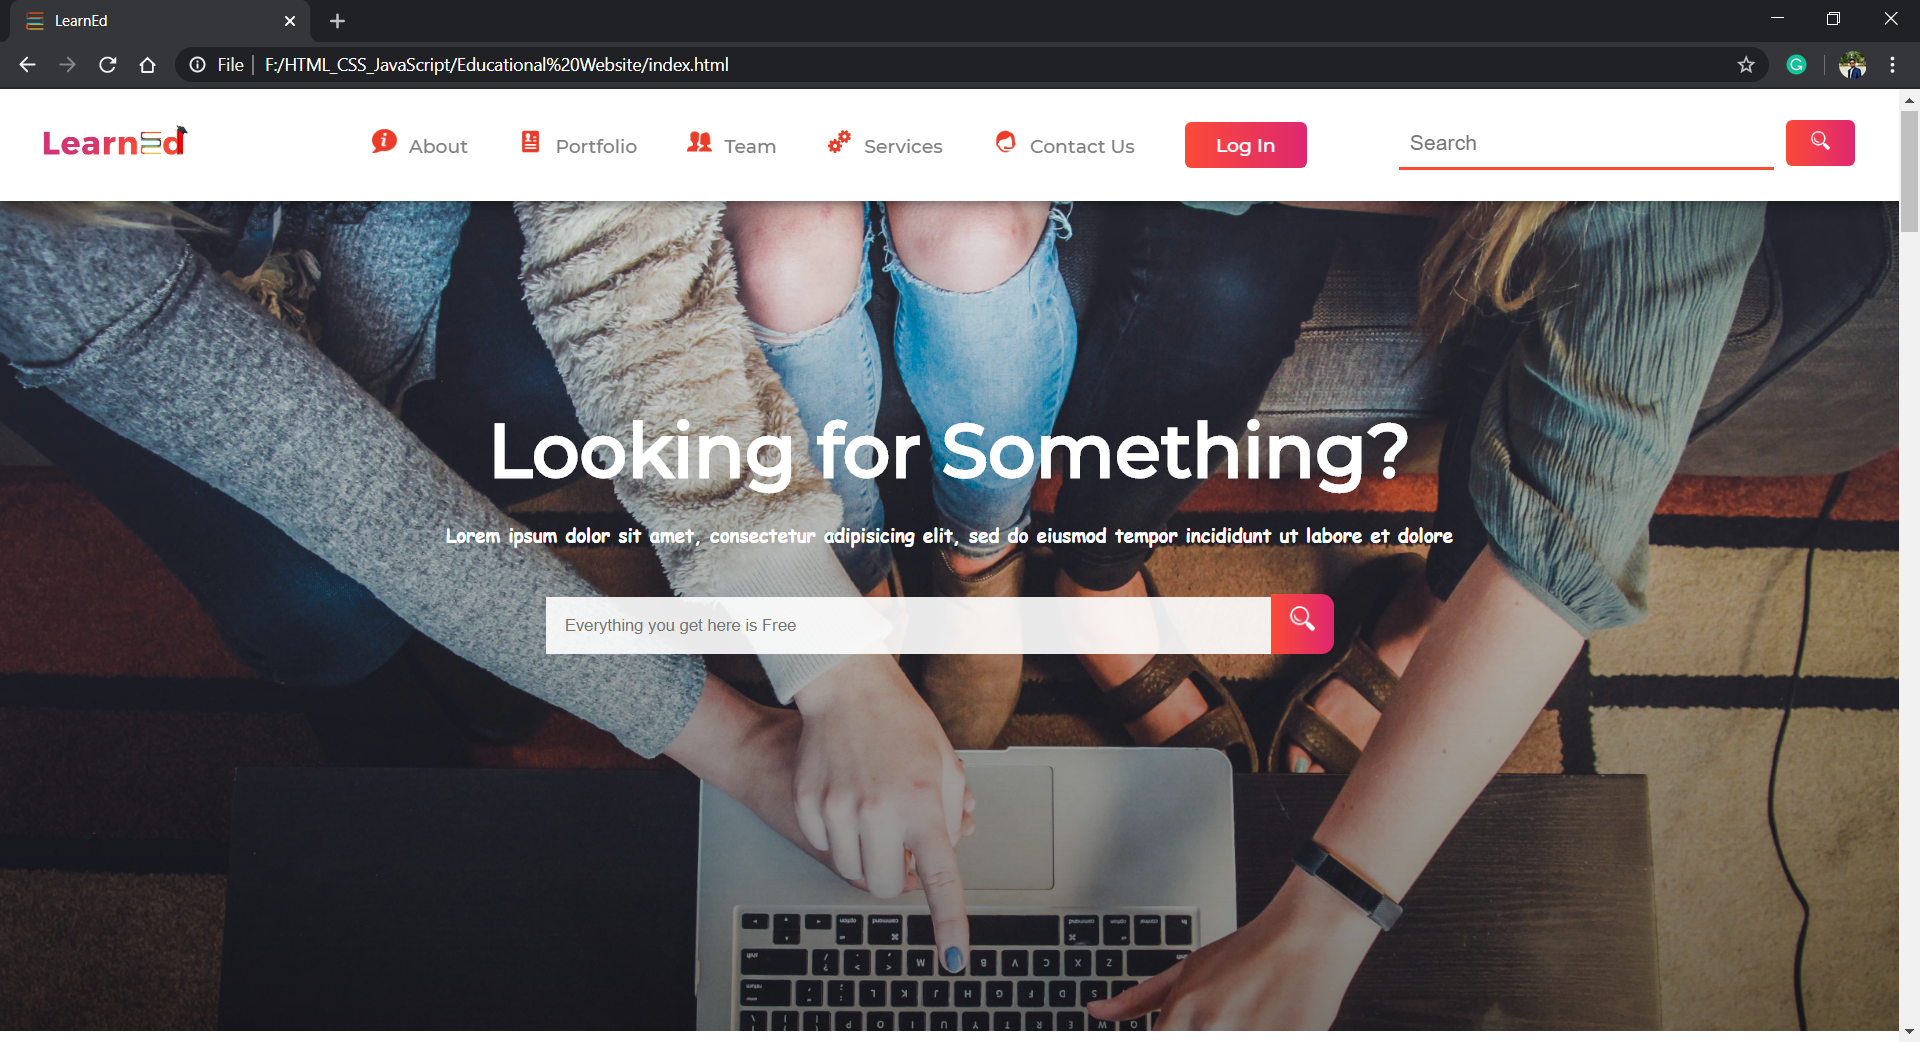 LearnEd
File F:/HTML_CSS_JavaScript/Educational%20Website/index.html
LearnEd
About Portfolio Team Services Contact Us Log In Search
Looking for Something?
Lorem ipsum dolor sit amet, consectetur adipisicing elit, sed do eiusmod tempor incididunt ut labore et dolore
Everything you get here is Free